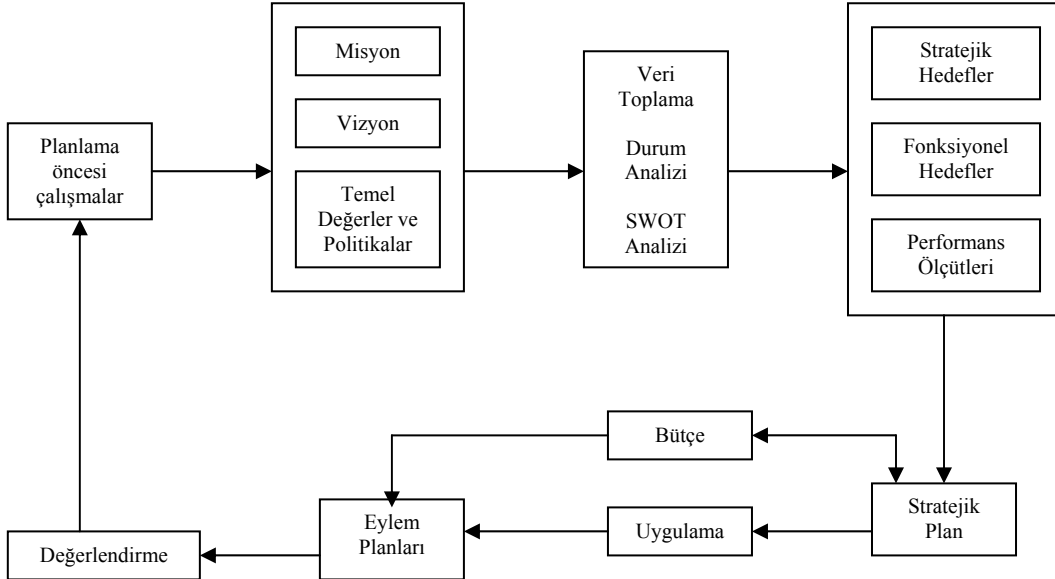 Planlama
öncesi
çalışmalar
Misyon
Vizyon
Temel
Değerler ve
Politikalar
Veri
Toplama
Durum
Analizi
SWOT
Analizi
Stratejik
Hedefler
Fonksiyonel
Hedefler
Performans
Ölçütleri
Stratejik
Plan
Bütçe
Uygulama
Eylem
Planları
Değerlendirme